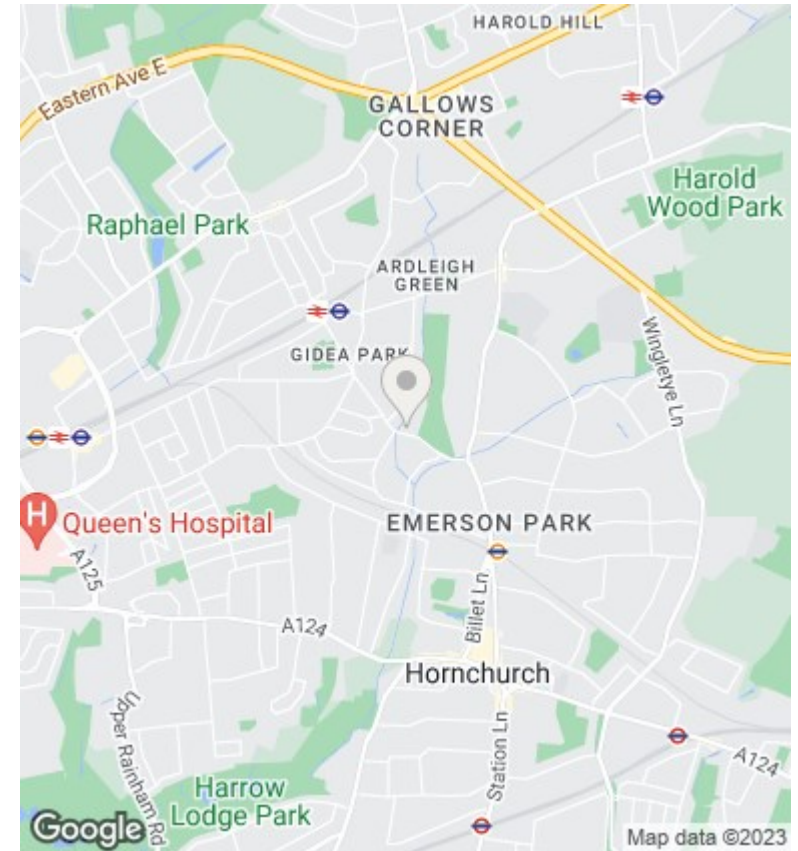 HAROLD HILL
Eastern Ave E
GALLOWS
CORNER
Harold
Wood Park
Raphael Park
ARDLEIGH
GREEN
GIDEA PARK
Wingletye Ln
H
Queen's Hospital
EMERSON PARK
A125
Billet Ln
A124
Hornchurch
Upper Rainham Rd
Station Ln
A124
Harrow
Lodge Park
Google
Map data ©2023